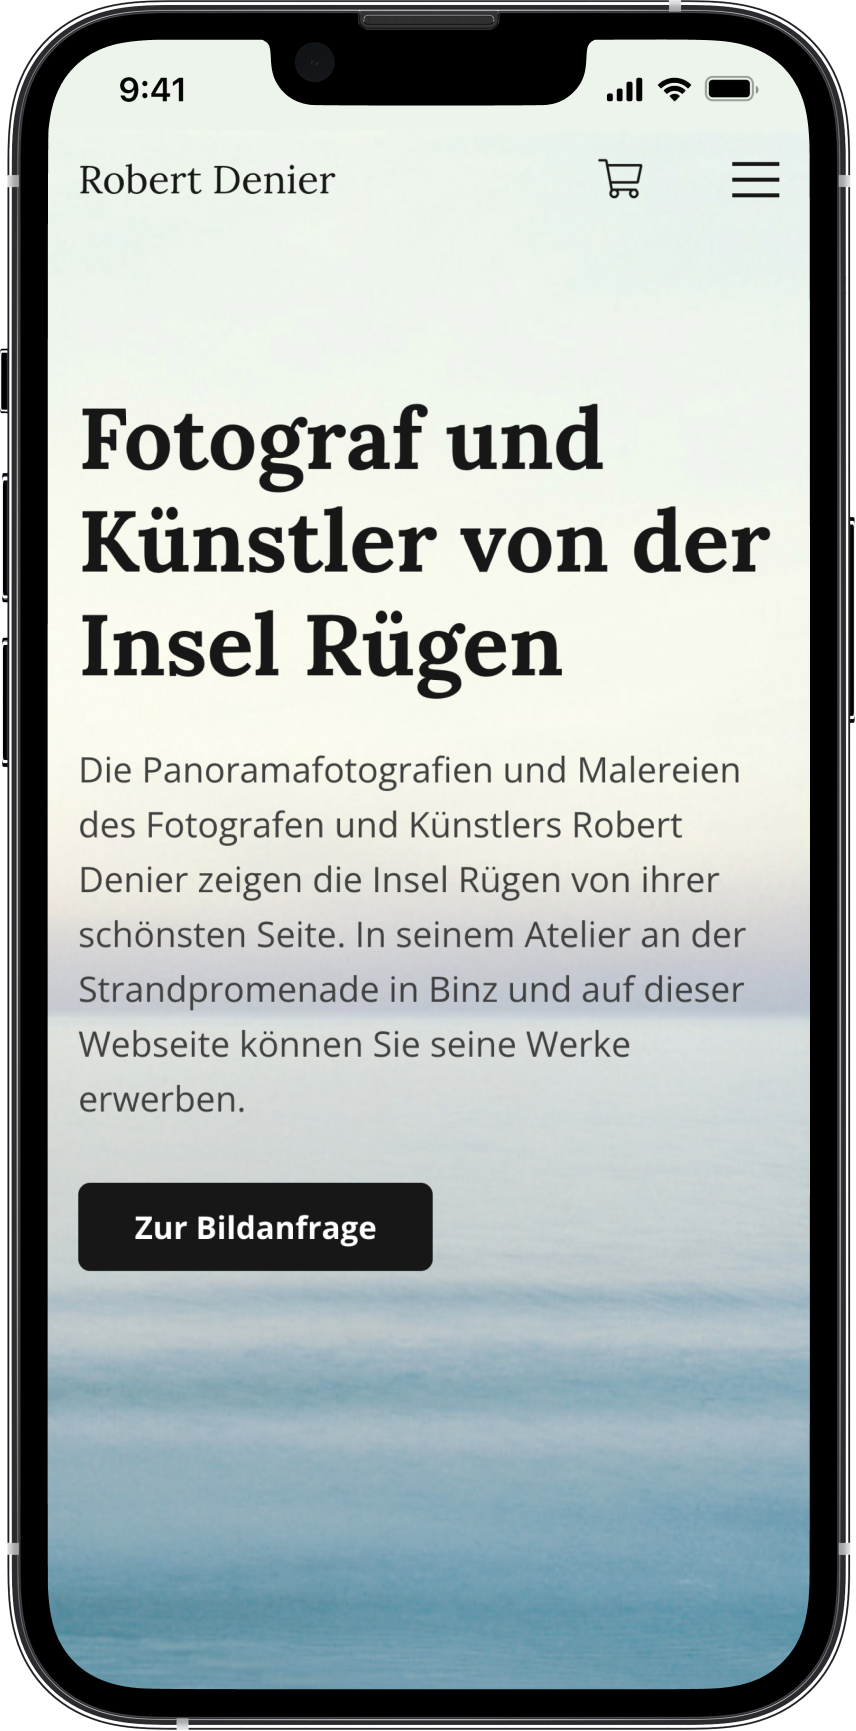 9:41
Robert Denier
Fotograf und
Künstler von der
Insel Rügen
Die Panoramafotografien und Malereien
des Fotografen und Künstlers Robert
Denier zeigen die Insel Rügen von ihrer
schönsten Seite. In seinem Atelier an der
Strandpromenade in Binz und auf dieser
Webseite können Sie seine Werke
erwerben.
Zur Bildanfrage